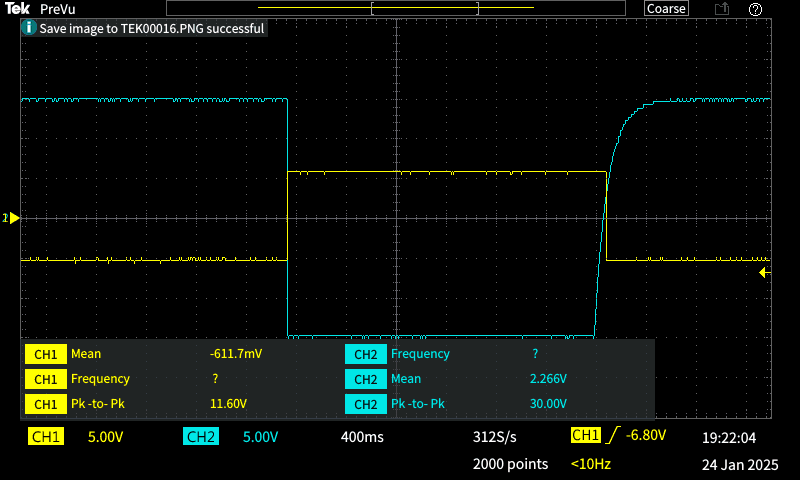 Tek PreVu Coarse
Save image to TEK00016.PNG successful
CH1 Mean -611.7mV CH2 Frequency ?
CH1 Frequency ? CH2 Mean 2.266V
CH1 Pk -to- Pk 11.60V CH2 Pk -to- Pk 30.00V
CH1 5.00V CH2 5.00V 400ms 312S/s CH1 -6.80V 19:22:04
2000 points <10Hz 24 Jan 2025